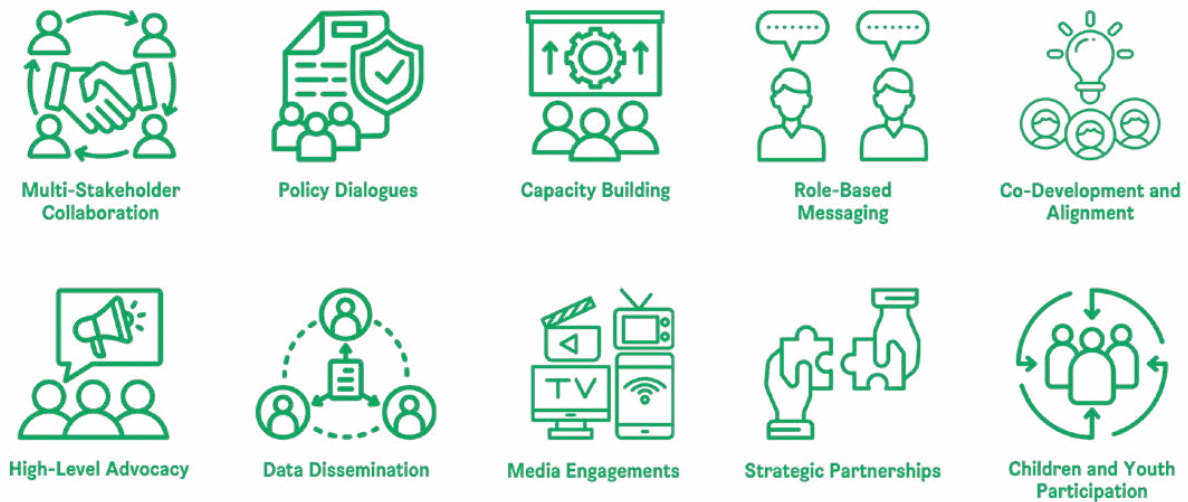 Multi-Stakeholder
Collaboration
Policy Dialogues
Capacity Building
Role-Based
Messaging
Co-Development and
Alignment
High-Level Advocacy
Data Dissemination
TV
Media Engagements
Strategic Partnerships
Children and Youth
Participation